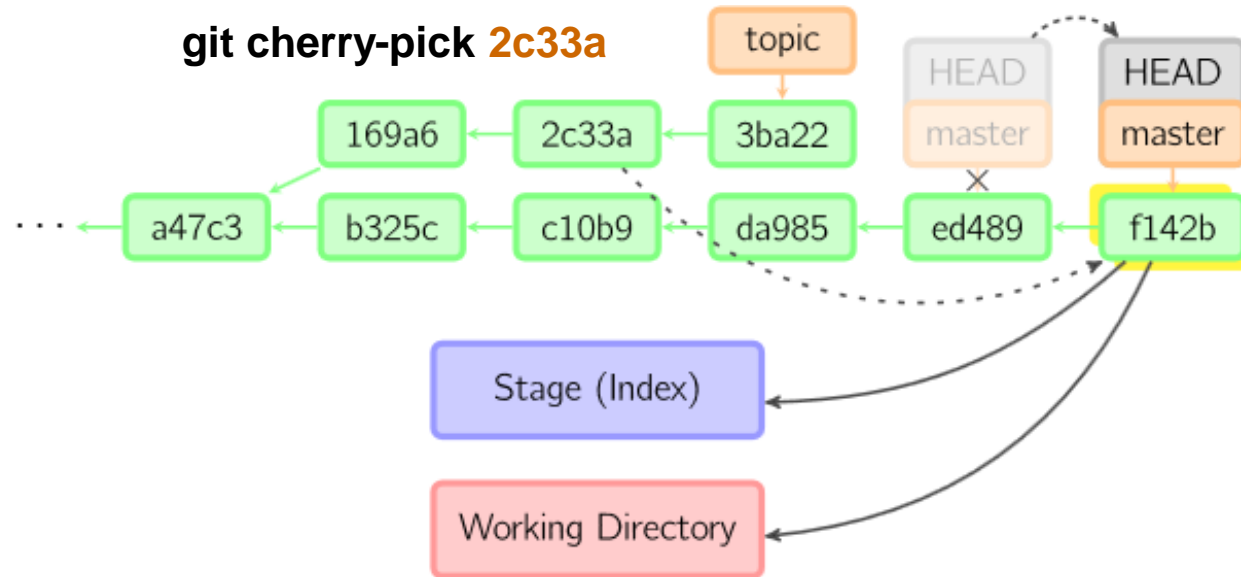 git cherry-pick 2c33a
topic
HEAD
HEAD
master
master
169a6
2c33a
3ba22
...
a47c3
b325c
c10b9
da985
ed489
f142b
Stage (Index)
Working Directory